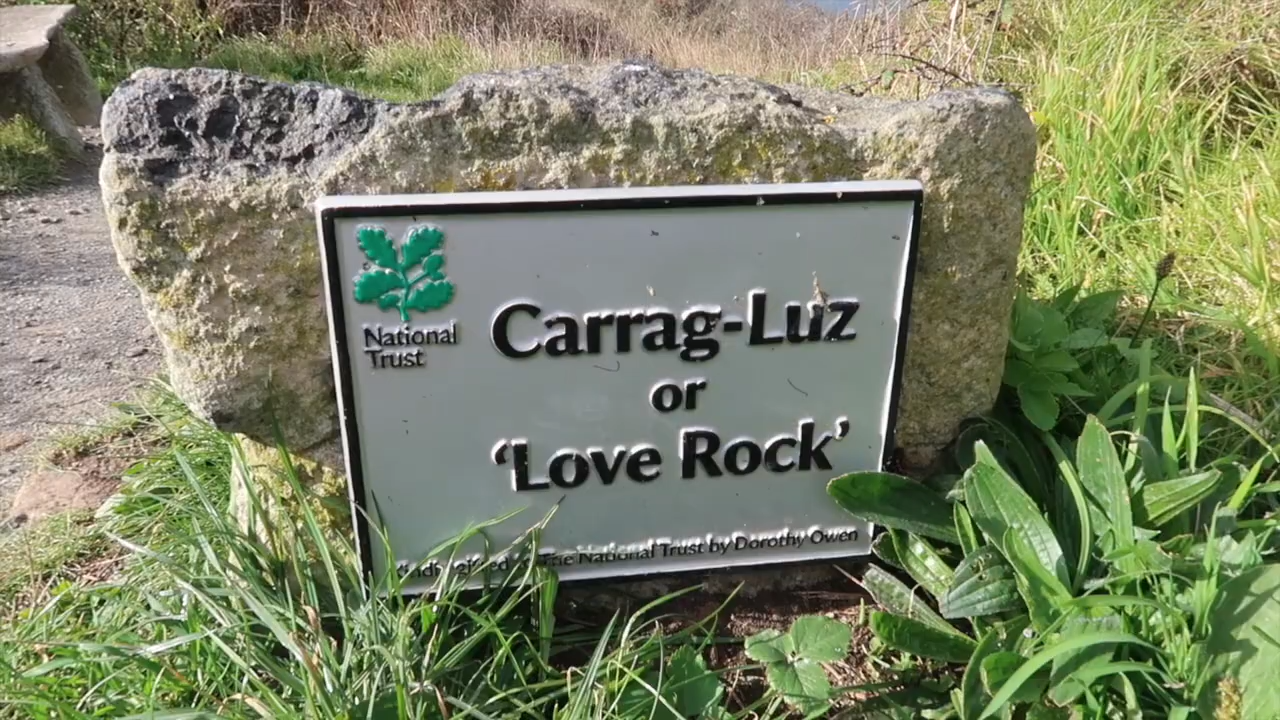 National
Trust
Carrag-Luz
or
‘Love Rock’
The National Trust by Dorothy Owen